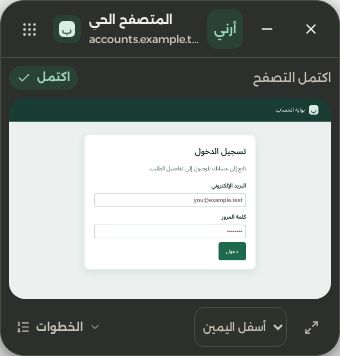 المتصفح الحي
accounts.example.t...
ب
أرني
اكتمل التصفح
اكتمل
بوابة الحساب
ب
تسجيل الدخول
تابع إلى حسابك للوصول إلى تفاصيل الطلب.
البريد الإلكتروني
you@example.test
كلمة المرور
••••••••
دخول
أسفل اليمين
الخطوات